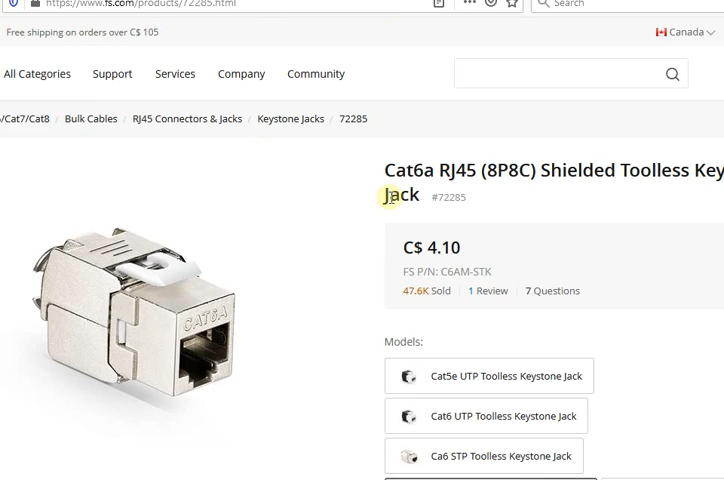 https://www.fs.com/products/72285.html
Search
Free shipping on orders over C$ 105
Canada
All Categories
Support
Services
Company
Community
/Cat7/Cat8 / Bulk Cables / RJ45 Connectors & Jacks / Keystone Jacks / 72285
Cat6a RJ45 (8P8C) Shielded Toolless Key
Jack #72285
C$ 4.10
FS P/N: C6AM-STK
47.6K Sold
1 Review
7 Questions
CAT6A
Models:
Cat5e UTP Toolless Keystone Jack
Cat6 UTP Toolless Keystone Jack
Ca6 STP Toolless Keystone Jack